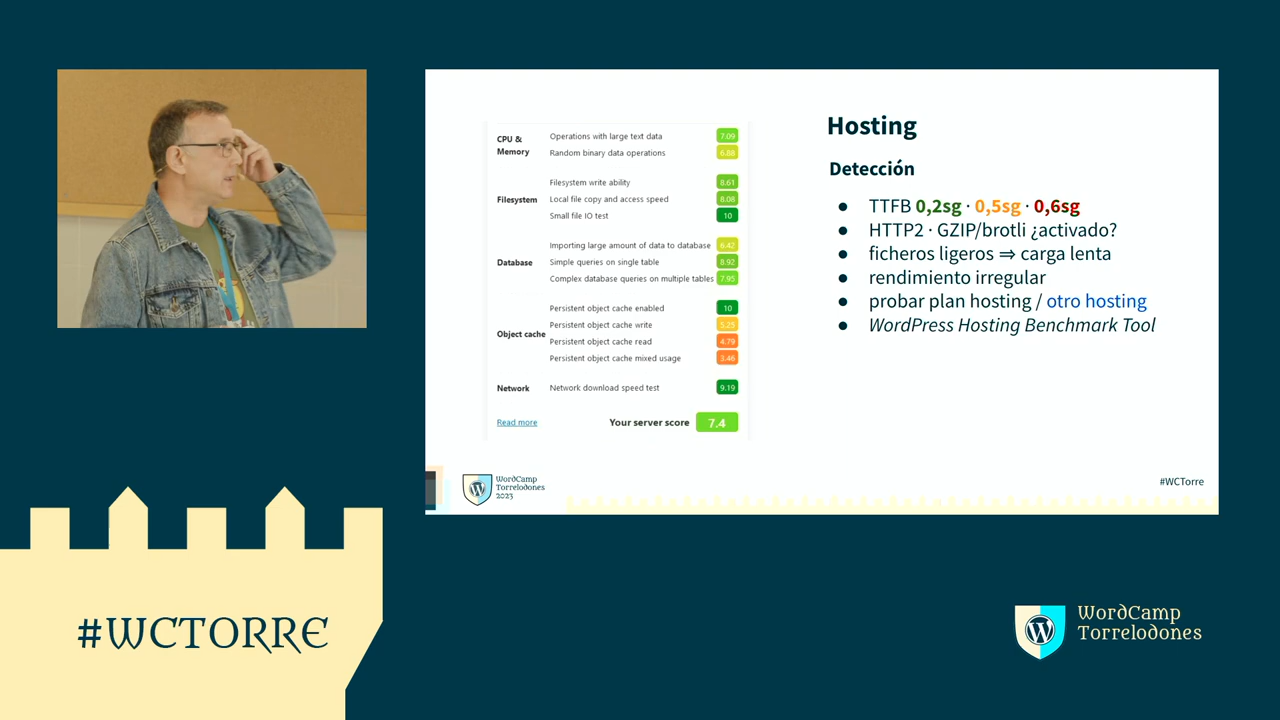 CPU &
Memory
Operations with large text data 7.09
Random binary data operations 6.88
Filesystem
Filesystem write ability 8.61
Local file copy and access speed 8.08
Small file IO test 10
Database
Importing large amount of data to database 6.42
Simple queries on single table 8.92
Complex database queries on multiple tables 7.95
Object cache
Persistent object cache enabled 10
Persistent object cache write 5.25
Persistent object cache read 4.79
Persistent object cache mixed usage 3.46
Network
Network download speed test 9.19
Read more
Your server score 7.4
Hosting
Detección
● TTFB 0,2sg · 0,5sg · 0,6sg
● HTTP2 · GZIP/brotli ¿activado?
● ficheros ligeros ⇒ carga lenta
● rendimiento irregular
● probar plan hosting / otro hosting
● WordPress Hosting Benchmark Tool
WordCamp
Torrelodones
2023
#WCTorre
#WCTORRE
WordCamp
Torrelodones